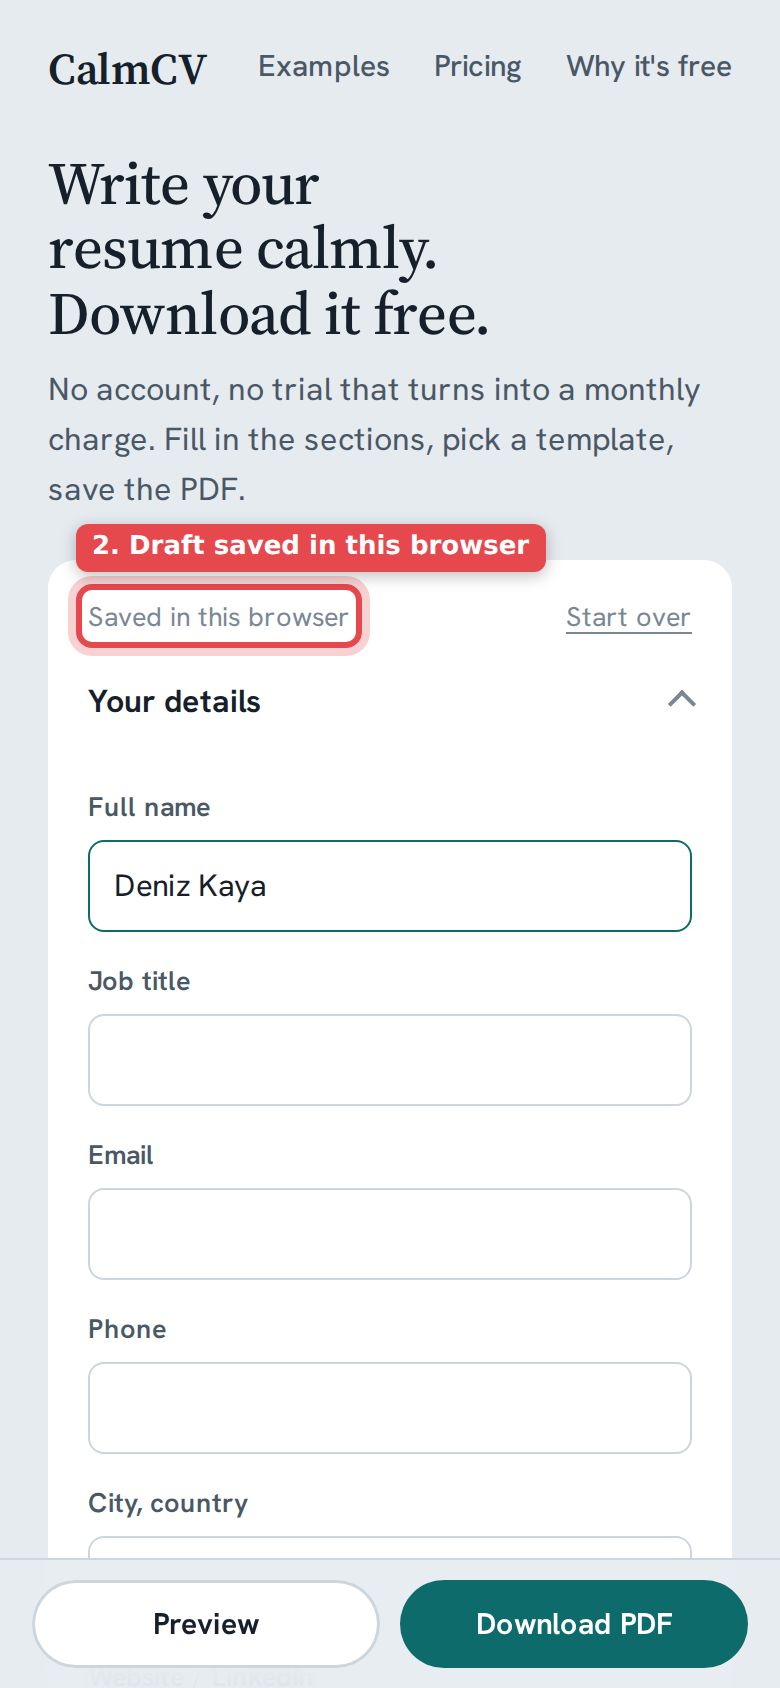 CalmCV Examples Pricing Why it's free
Write your
resume calmly.
Download it free.
No account, no trial that turns into a monthly
charge. Fill in the sections, pick a template,
save the PDF.
2. Draft saved in this browser
Saved in this browser Start over
Your details
Full name
Deniz Kaya
Job title
Email
Phone
City, country
Preview Download PDF
Website / LinkedIn